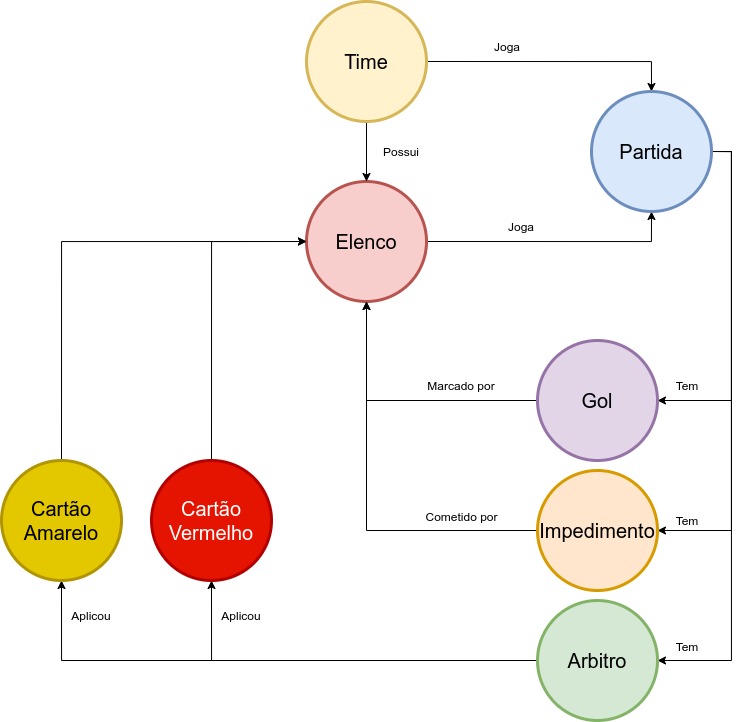 Time
Joga
Partida
Possui
Elenco
Joga
Marcado por
Gol
Tem
Cartão
Amarelo
Cartão
Vermelho
Cometido por
Impedimento
Tem
Aplicou
Aplicou
Arbitro
Tem